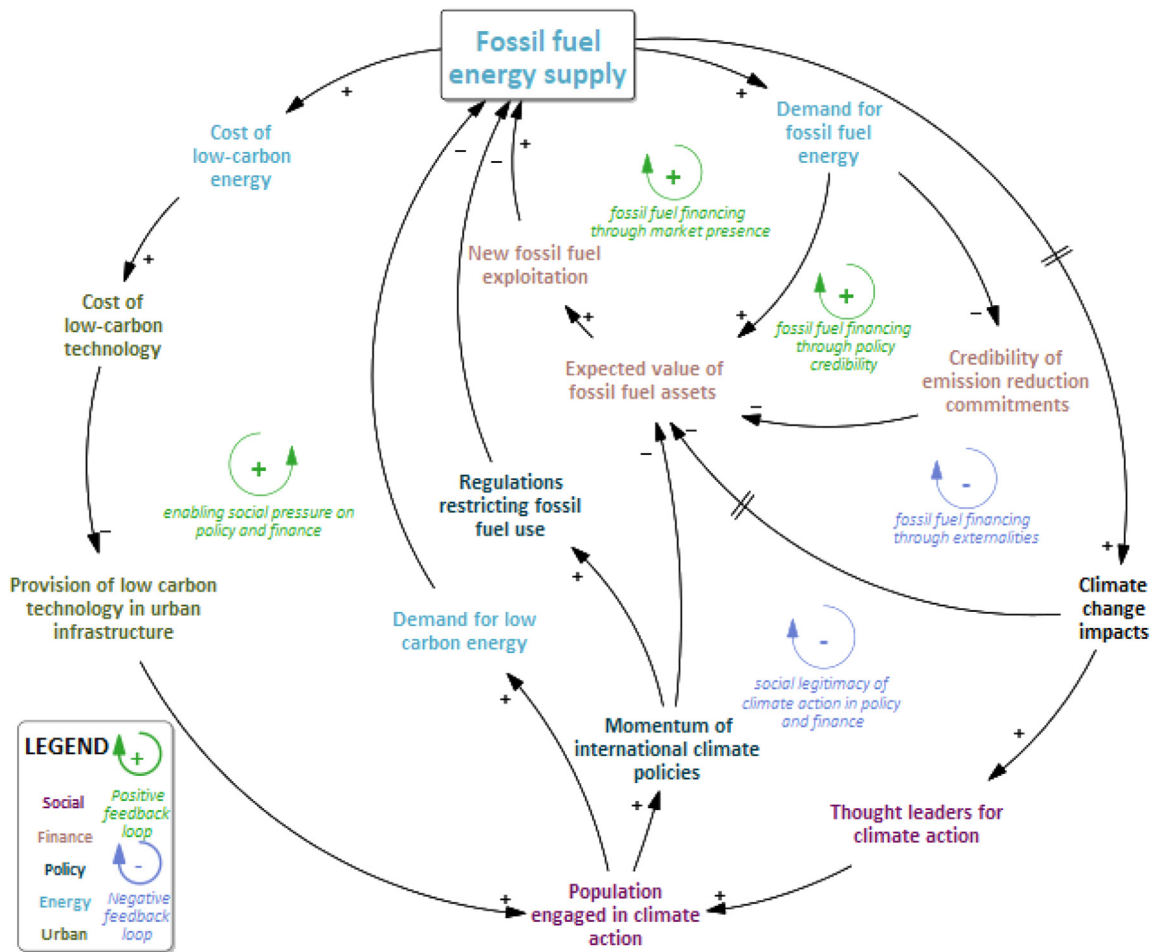 Fossil fuel
energy supply
+
+
Cost of
low-carbon
energy
Demand for
fossil fuel
energy
−
−
+
+
fossil fuel financing
through market presence
New fossil fuel
exploitation
+
Cost of
low-carbon
technology
+
+
+
fossil fuel financing
through policy
credibility
−
Expected value of
fossil fuel assets
Credibility of
emission reduction
commitments
−
−
−
+
enabling social pressure on
policy and finance
Regulations
restricting fossil
fuel use
-
fossil fuel financing
through externalities
−
+
+
Provision of low carbon
technology in urban
infrastructure
Climate
change
impacts
Demand for low
carbon energy
-
social legitimacy of
climate action in policy
and finance
+
+
Momentum of
international climate
policies
LEGEND
+
Social
Positive
feedback
loop
Finance
Policy
-
Energy
Negative
feedback
loop
Urban
+
Thought leaders for
climate action
+
+
Population
engaged in climate
action